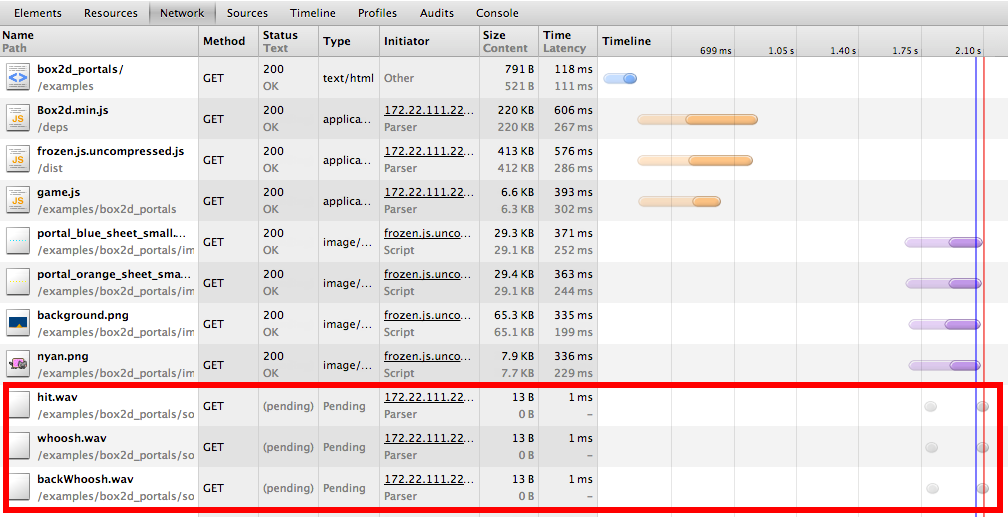 Elements Resources Network Sources Timeline Profiles Audits Console
Name Method Status Type Initiator Size Time Timeline
Path Text Content Latency 699 ms 1.05 s 1.40 s 1.75 s 2.10 s
box2d_portals/ GET 200 text/html Other 791 B 118 ms
/examples OK 521 B 111 ms
Box2d.min.js GET 200 applica... 172.22.111.22... 220 KB 606 ms
/deps OK Parser 220 KB 267 ms
frozen.js.uncompressed.js GET 200 applica... 172.22.111.22... 413 KB 576 ms
/dist OK Parser 412 KB 286 ms
game.js GET 200 applica... 172.22.111.22... 6.6 KB 393 ms
/examples/box2d_portals OK Parser 6.3 KB 302 ms
portal_blue_sheet_small.... GET 200 image/... frozen.js.unco... 29.3 KB 371 ms
/examples/box2d_portals/im OK Script 29.1 KB 252 ms
portal_orange_sheet_sma... GET 200 image/... frozen.js.unco... 29.4 KB 363 ms
/examples/box2d_portals/im OK Script 29.1 KB 244 ms
background.png GET 200 image/... frozen.js.unco... 65.3 KB 335 ms
/examples/box2d_portals/im OK Script 65.1 KB 199 ms
nyan.png GET 200 image/... frozen.js.unco... 7.9 KB 336 ms
/examples/box2d_portals/im OK Script 7.7 KB 229 ms
hit.wav GET (pending) Pending 172.22.111.22... 13 B 1 ms
/examples/box2d_portals/so Parser 0 B –
whoosh.wav GET (pending) Pending 172.22.111.22... 13 B 1 ms
/examples/box2d_portals/so Parser 0 B –
backWhoosh.wav GET (pending) Pending 172.22.111.22... 13 B 1 ms
/examples/box2d_portals/so Parser 0 B –